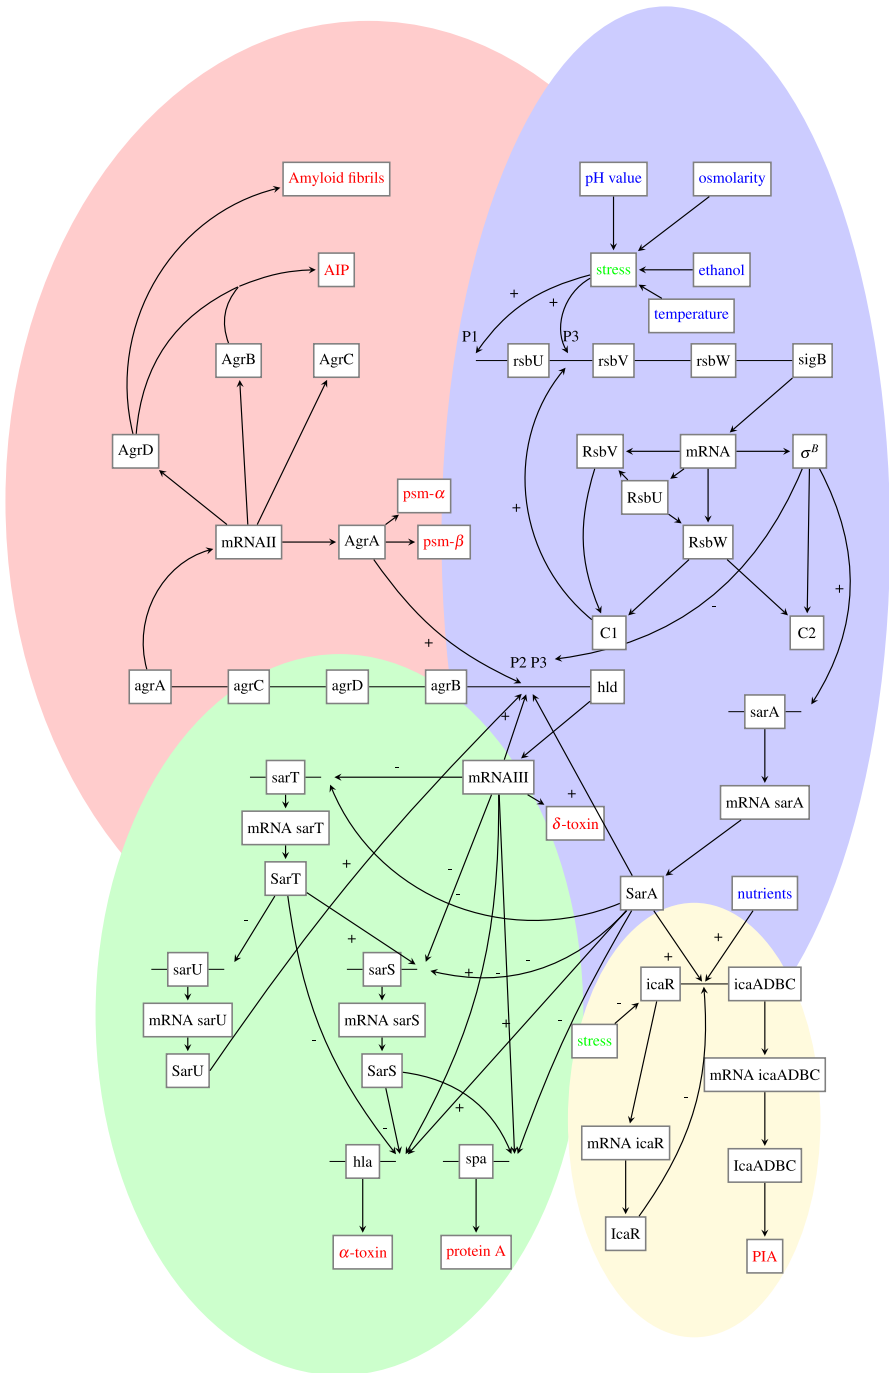 Amyloid fibrils
pH value
osmolarity
AIP
stress
ethanol
temperature
+
+
P1
P3
AgrB
AgrC
rsbU
rsbV
rsbW
sigB
AgrD
RsbV
mRNA
σB
psm-α
RsbU
+
mRNAII
AgrA
psm-β
RsbW
+
-
C1
C2
+
P2 P3
agrA
agrC
agrD
agrB
hld
sarA
+
sarT
-
mRNAIII
+
mRNA sarA
mRNA sarT
δ-toxin
+
-
SarT
-
SarA
nutrients
-
+
+
+
-
sarU
sarS
+
-
icaR
icaADBC
-
mRNA sarU
mRNA sarS
+
-
stress
-
SarU
SarS
mRNA icaADBC
-
+
-
mRNA icaR
hla
spa
IcaADBC
IcaR
α-toxin
protein A
PIA